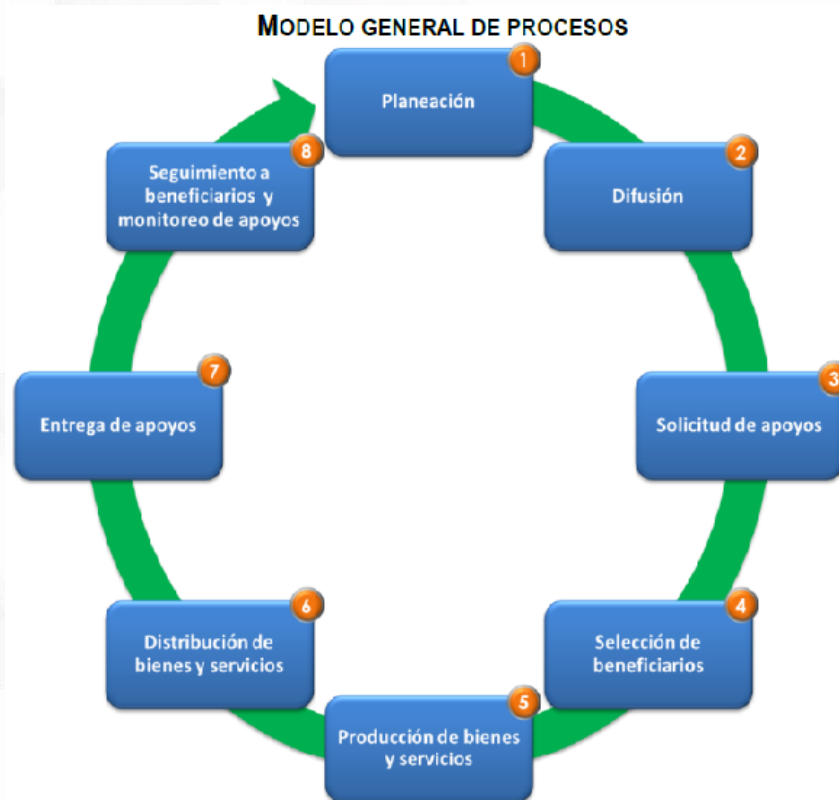 MODELO GENERAL DE PROCESOS
1
Planeación
2
Difusión
3
Solicitud de apoyos
4
Selección de
beneficiarios
5
Producción de bienes
y servicios
6
Distribución de
bienes y servicios
7
Entrega de apoyos
8
Seguimiento a
beneficiarios y
monitoreo de apoyos